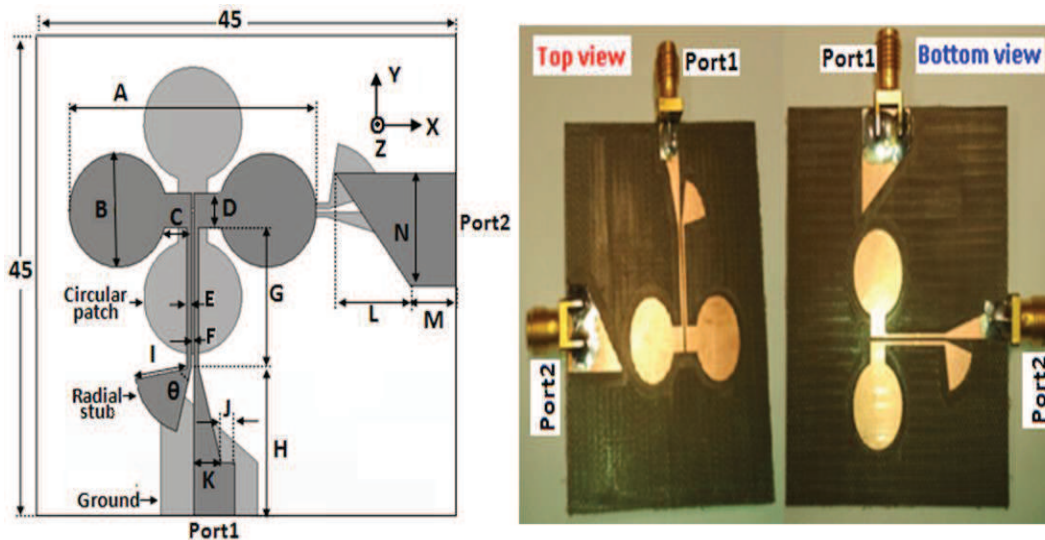 45
A
Y
X
Z
B
C
D
Port2
N
45
G
Circular
patch
E
L
M
F
I
θ
Radial
stub
J
H
K
Ground
Port1
Top view
Port1
Port2
Port1
Bottom view
Port2